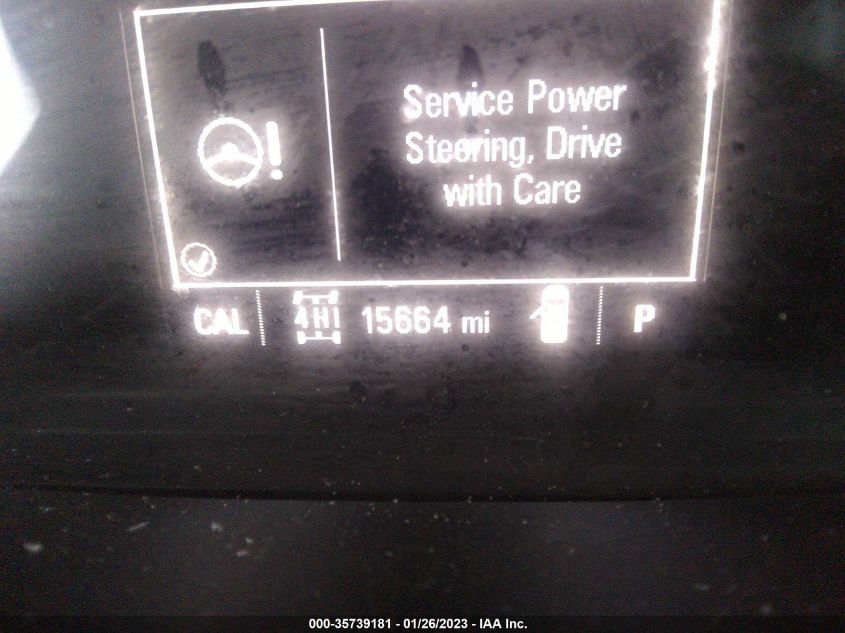 Service Power
Steering, Drive
with Care
CAL 4HI 15664 mi P
000-35739181 - 01/26/2023 - IAA Inc.